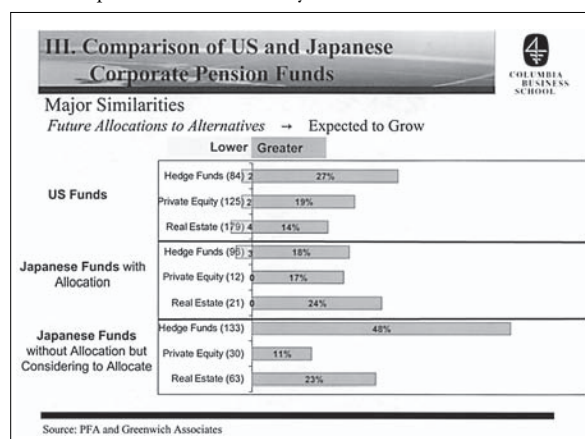 III. Comparison of US and Japanese
Corporate Pension Funds
COLUMBIA
BUSINESS
SCHOOL
Major Similarities
Future Allocations to Alternatives → Expected to Grow
Lower Greater
US Funds
Hedge Funds (84) 2 27%
Private Equity (125) 2 19%
Real Estate (179) 4 14%
Japanese Funds with
Allocation
Hedge Funds (96) 3 18%
Private Equity (12) 0 17%
Real Estate (21) 0 24%
Japanese Funds
without Allocation but
Considering to Allocate
Hedge Funds (133) 48%
Private Equity (30) 11%
Real Estate (63) 23%
Source: PFA and Greenwich Associates